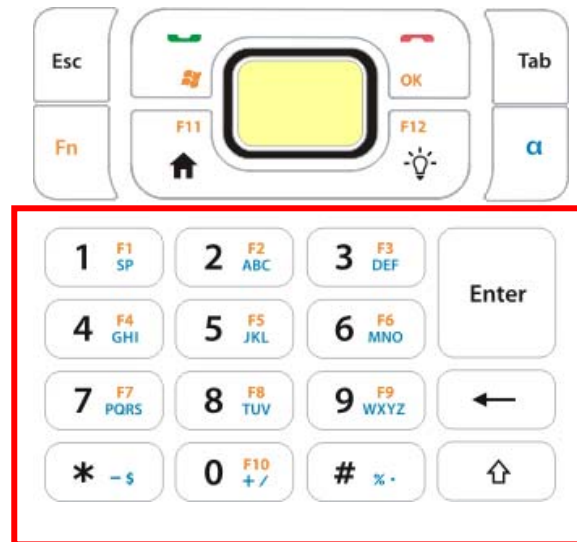 Esc
Tab
OK
Fn
F11
F12
α
1 F1 SP
2 F2 ABC
3 F3 DEF
Enter
4 F4 GHI
5 F5 JKL
6 F6 MNO
7 F7 PQRS
8 F8 TUV
9 F9 WXYZ
←
* – $
0 F10 + /
# % .